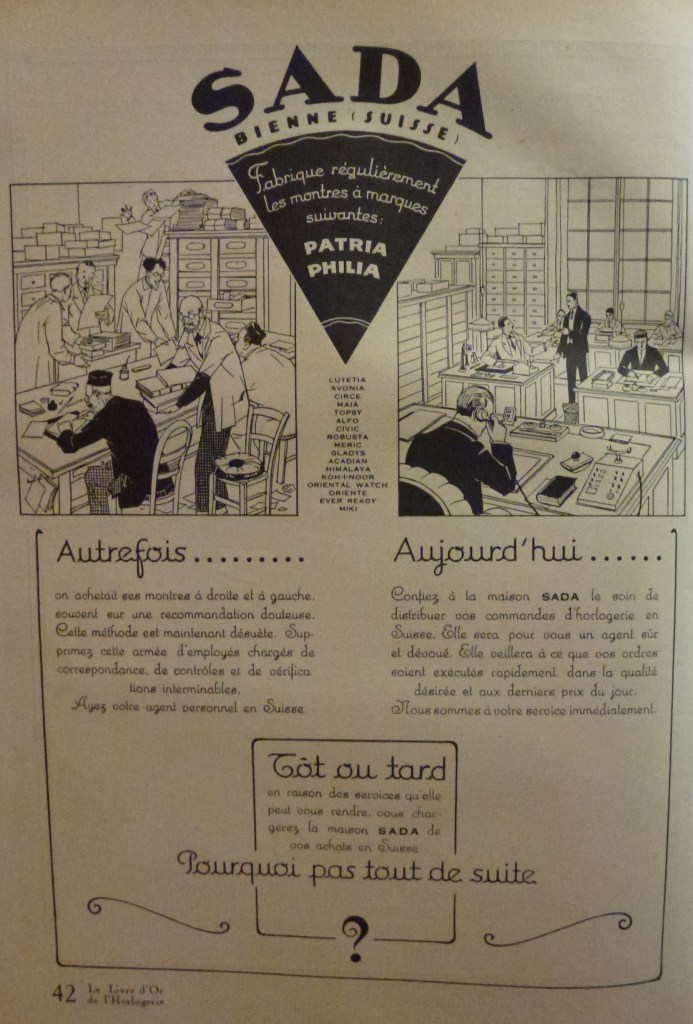 SADA
BIENNE (SUISSE)
Fabrique régulièrement
les montres à marques
suivantes:
PATRIA
PHILIA
LUTETIA
AVONIA
CIRCE
MAIA
TOPSY
ALFO
CIVIC
ROBUSTA
MERIC
GLADYS
ACADIAN
HIMALAYA
KOH-I-NOOR
ORIENTAL WATCH
ORIENTE
EVER READY
MIKI
Autrefois.........
on achetait ses montres à droite et à gauche,
souvent sur une recommandation douteuse.
Cette méthode est maintenant désuète. Sup-
primez cette armée d'employés chargés de
correspondance, de contrôles et de vérifica
tions interminables.
Ayez votre agent personnel en Suisse
Aujourd'hui......
Confiez à la maison SADA le soin de
distribuer vos commandes d'horlogerie en
Suisse. Elle sera pour vous un agent sûr
et dévoué. Elle veillera à ce que vos ordres
soient exécutés rapidement, dans la qualité
désirée et aux derniers prix du jour.
Nous sommes à votre service immédiatement.
Tôt ou tard
en raison des services qu'elle
peut vous rendre, vous char-
gerez la maison SADA de
vos achats en Suisse
Pourquoi pas tout de suite
?
42 Le Livre d'Or
de l'Horlogerie